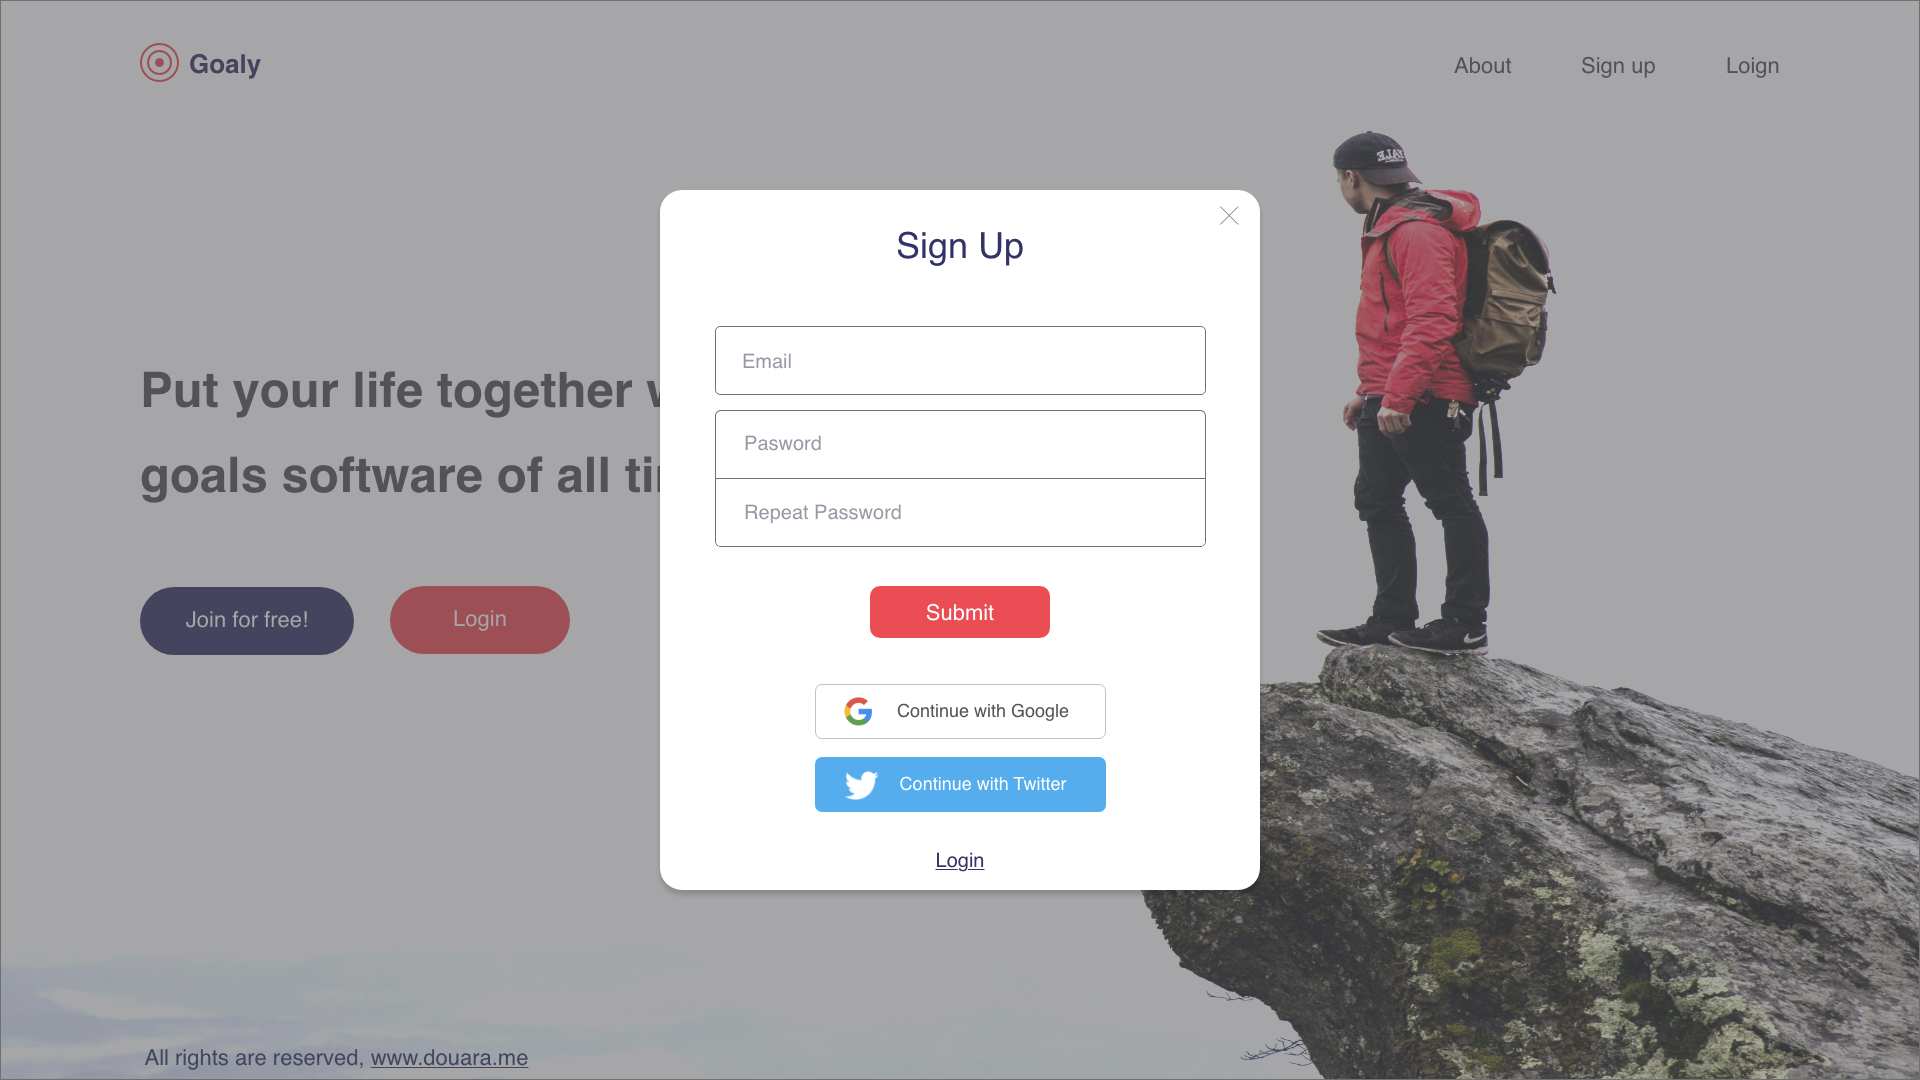 Goaly
About Sign up Loign
Sign Up
Email
Put your life together
Pasword
goals software of all
Repeat Password
Join for free!
Login
Submit
Continue with Google
Continue with Twitter
Login
All rights are reserved, www.douara.me